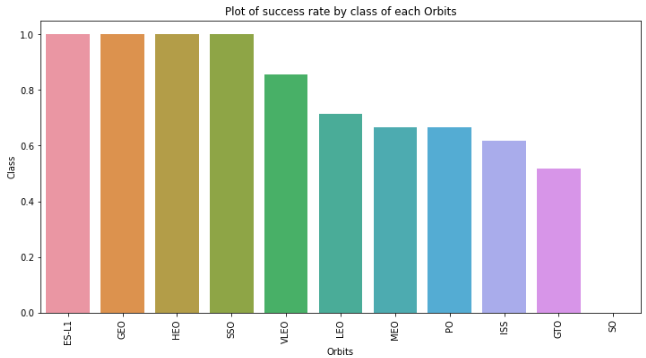 Plot of success rate by class of each Orbits
1.0
0.8
0.6
0.4
0.2
0.0
Class
ES-L1
GEO
HEO
SSO
VLEO
LEO
MEO
PO
ISS
GTO
SO
Orbits